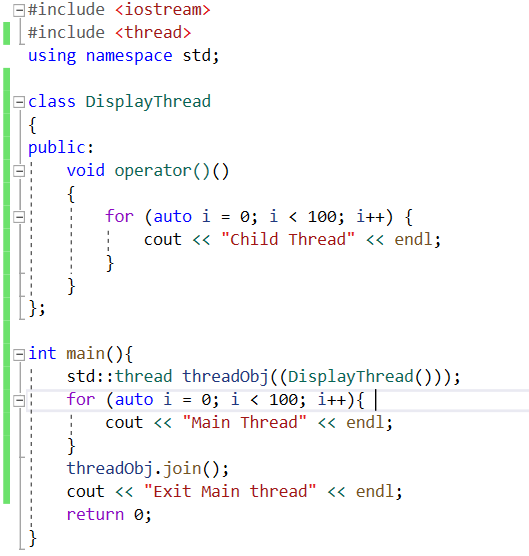 #include <iostream>
#include <thread>
using namespace std;

class DisplayThread
{
public:
    void operator()()
    {
        for (auto i = 0; i < 100; i++) {
            cout << "Child Thread" << endl;
        }
    }
};

int main(){
    std::thread threadObj((DisplayThread()));
    for (auto i = 0; i < 100; i++){
        cout << "Main Thread" << endl;
    }
    threadObj.join();
    cout << "Exit Main thread" << endl;
    return 0;
}